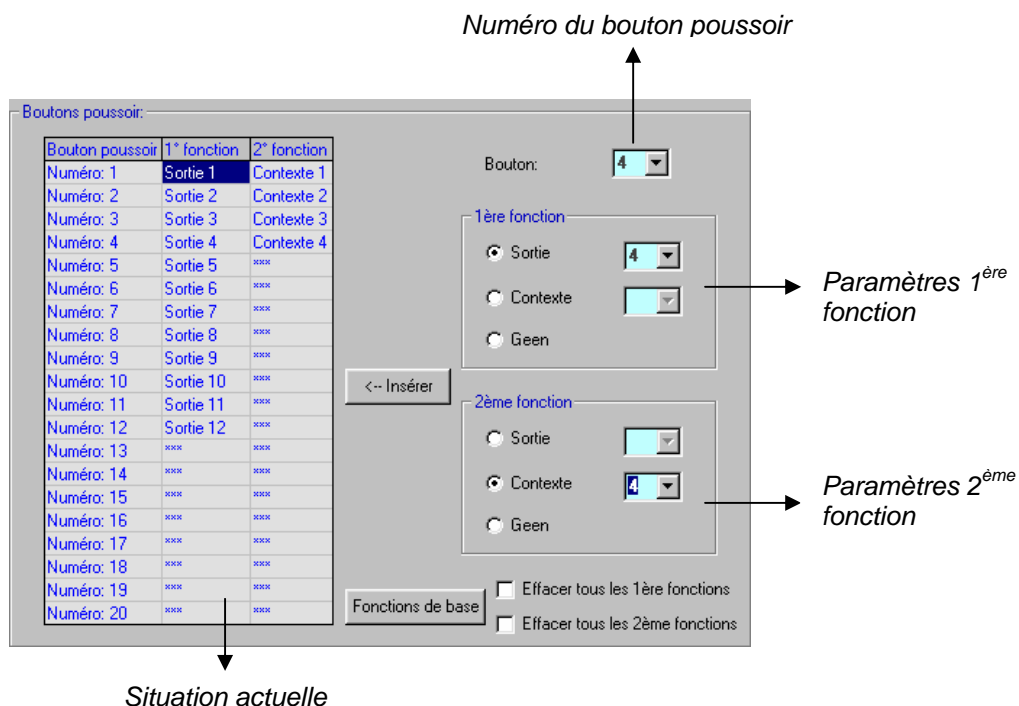 Numéro du bouton poussoir
Boutons poussoir:
Bouton poussoir 1° fonction 2° fonction
Numéro: 1 Sortie 1 Contexte 1
Numéro: 2 Sortie 2 Contexte 2
Numéro: 3 Sortie 3 Contexte 3
Numéro: 4 Sortie 4 Contexte 4
Numéro: 5 Sortie 5 ***
Numéro: 6 Sortie 6 ***
Numéro: 7 Sortie 7 ***
Numéro: 8 Sortie 8 ***
Numéro: 9 Sortie 9 ***
Numéro: 10 Sortie 10 ***
Numéro: 11 Sortie 11 ***
Numéro: 12 Sortie 12 ***
Numéro: 13 *** ***
Numéro: 14 *** ***
Numéro: 15 *** ***
Numéro: 16 *** ***
Numéro: 17 *** ***
Numéro: 18 *** ***
Numéro: 19 *** ***
Numéro: 20 *** ***
<-- Insérer
Fonctions de base
Bouton: 4
1ère fonction
Sortie 4
Contexte
Geen
2ème fonction
Sortie
Contexte 4
Geen
Effacer tous les 1ère fonctions
Effacer tous les 2ème fonctions
Paramètres 1ère
fonction
Paramètres 2ème
fonction
Situation actuelle